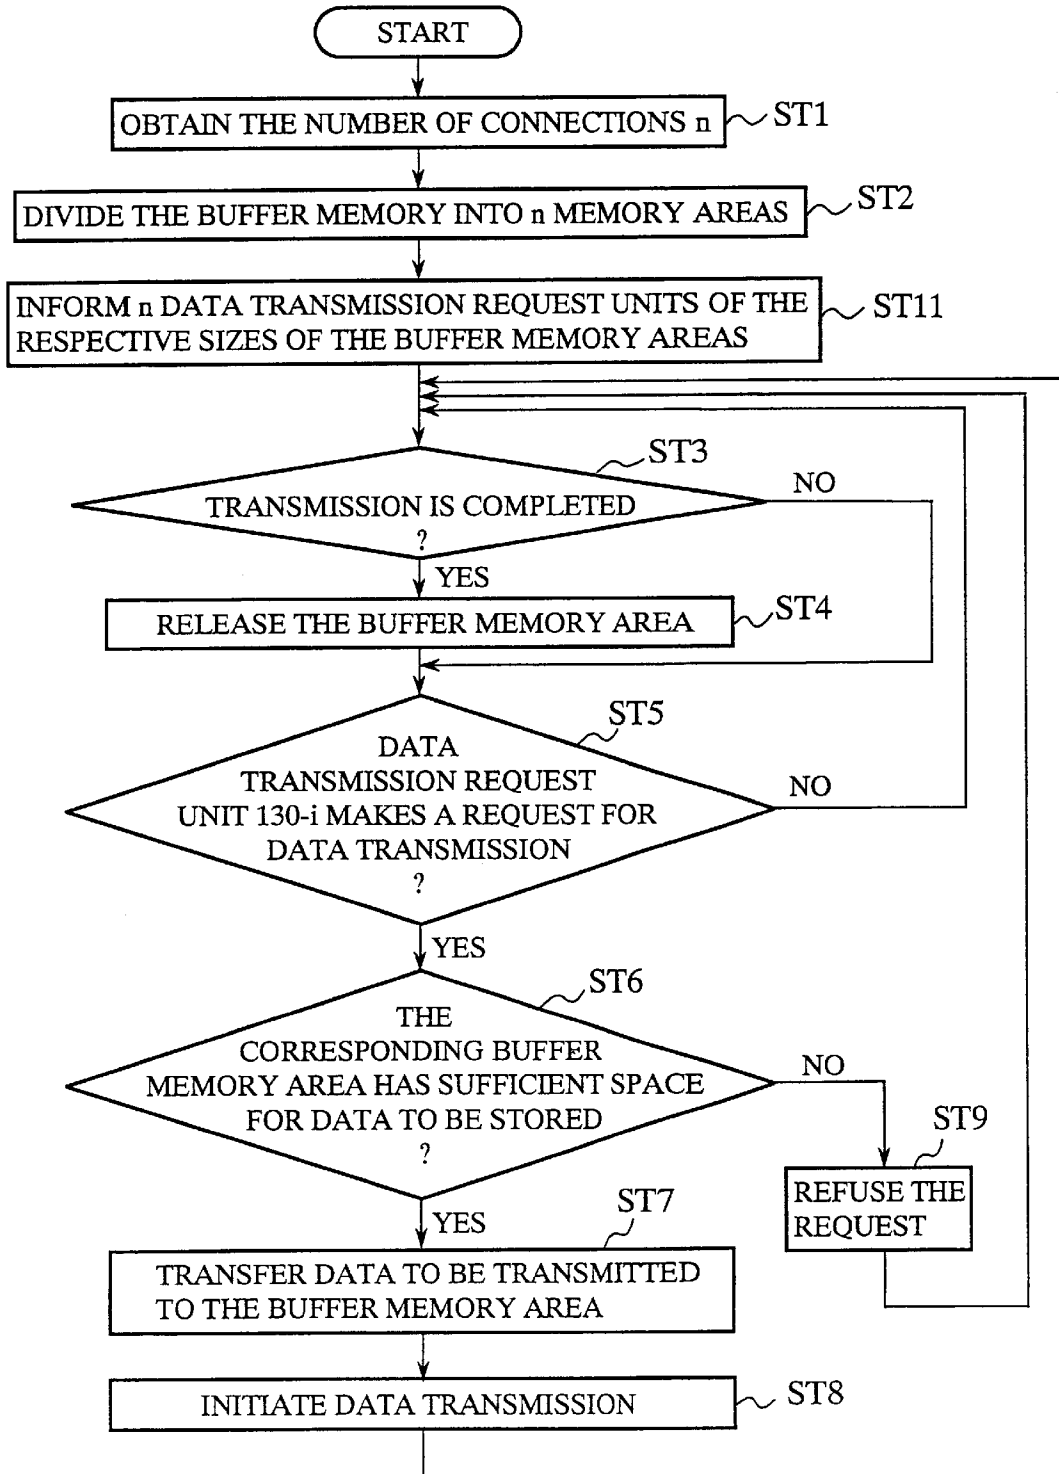 START
OBTAIN THE NUMBER OF CONNECTIONS n
ST1
DIVIDE THE BUFFER MEMORY INTO n MEMORY AREAS
ST2
INFORM n DATA TRANSMISSION REQUEST UNITS OF THE
RESPECTIVE SIZES OF THE BUFFER MEMORY AREAS
ST11
ST3
TRANSMISSION IS COMPLETED
?
NO
YES
RELEASE THE BUFFER MEMORY AREA
ST4
ST5
DATA
TRANSMISSION REQUEST
UNIT 130-i MAKES A REQUEST FOR
DATA TRANSMISSION
?
NO
YES
ST6
THE
CORRESPONDING BUFFER
MEMORY AREA HAS SUFFICIENT SPACE
FOR DATA TO BE STORED
?
NO
YES
ST9
REFUSE THE
REQUEST
ST7
TRANSFER DATA TO BE TRANSMITTED
TO THE BUFFER MEMORY AREA
INITIATE DATA TRANSMISSION
ST8